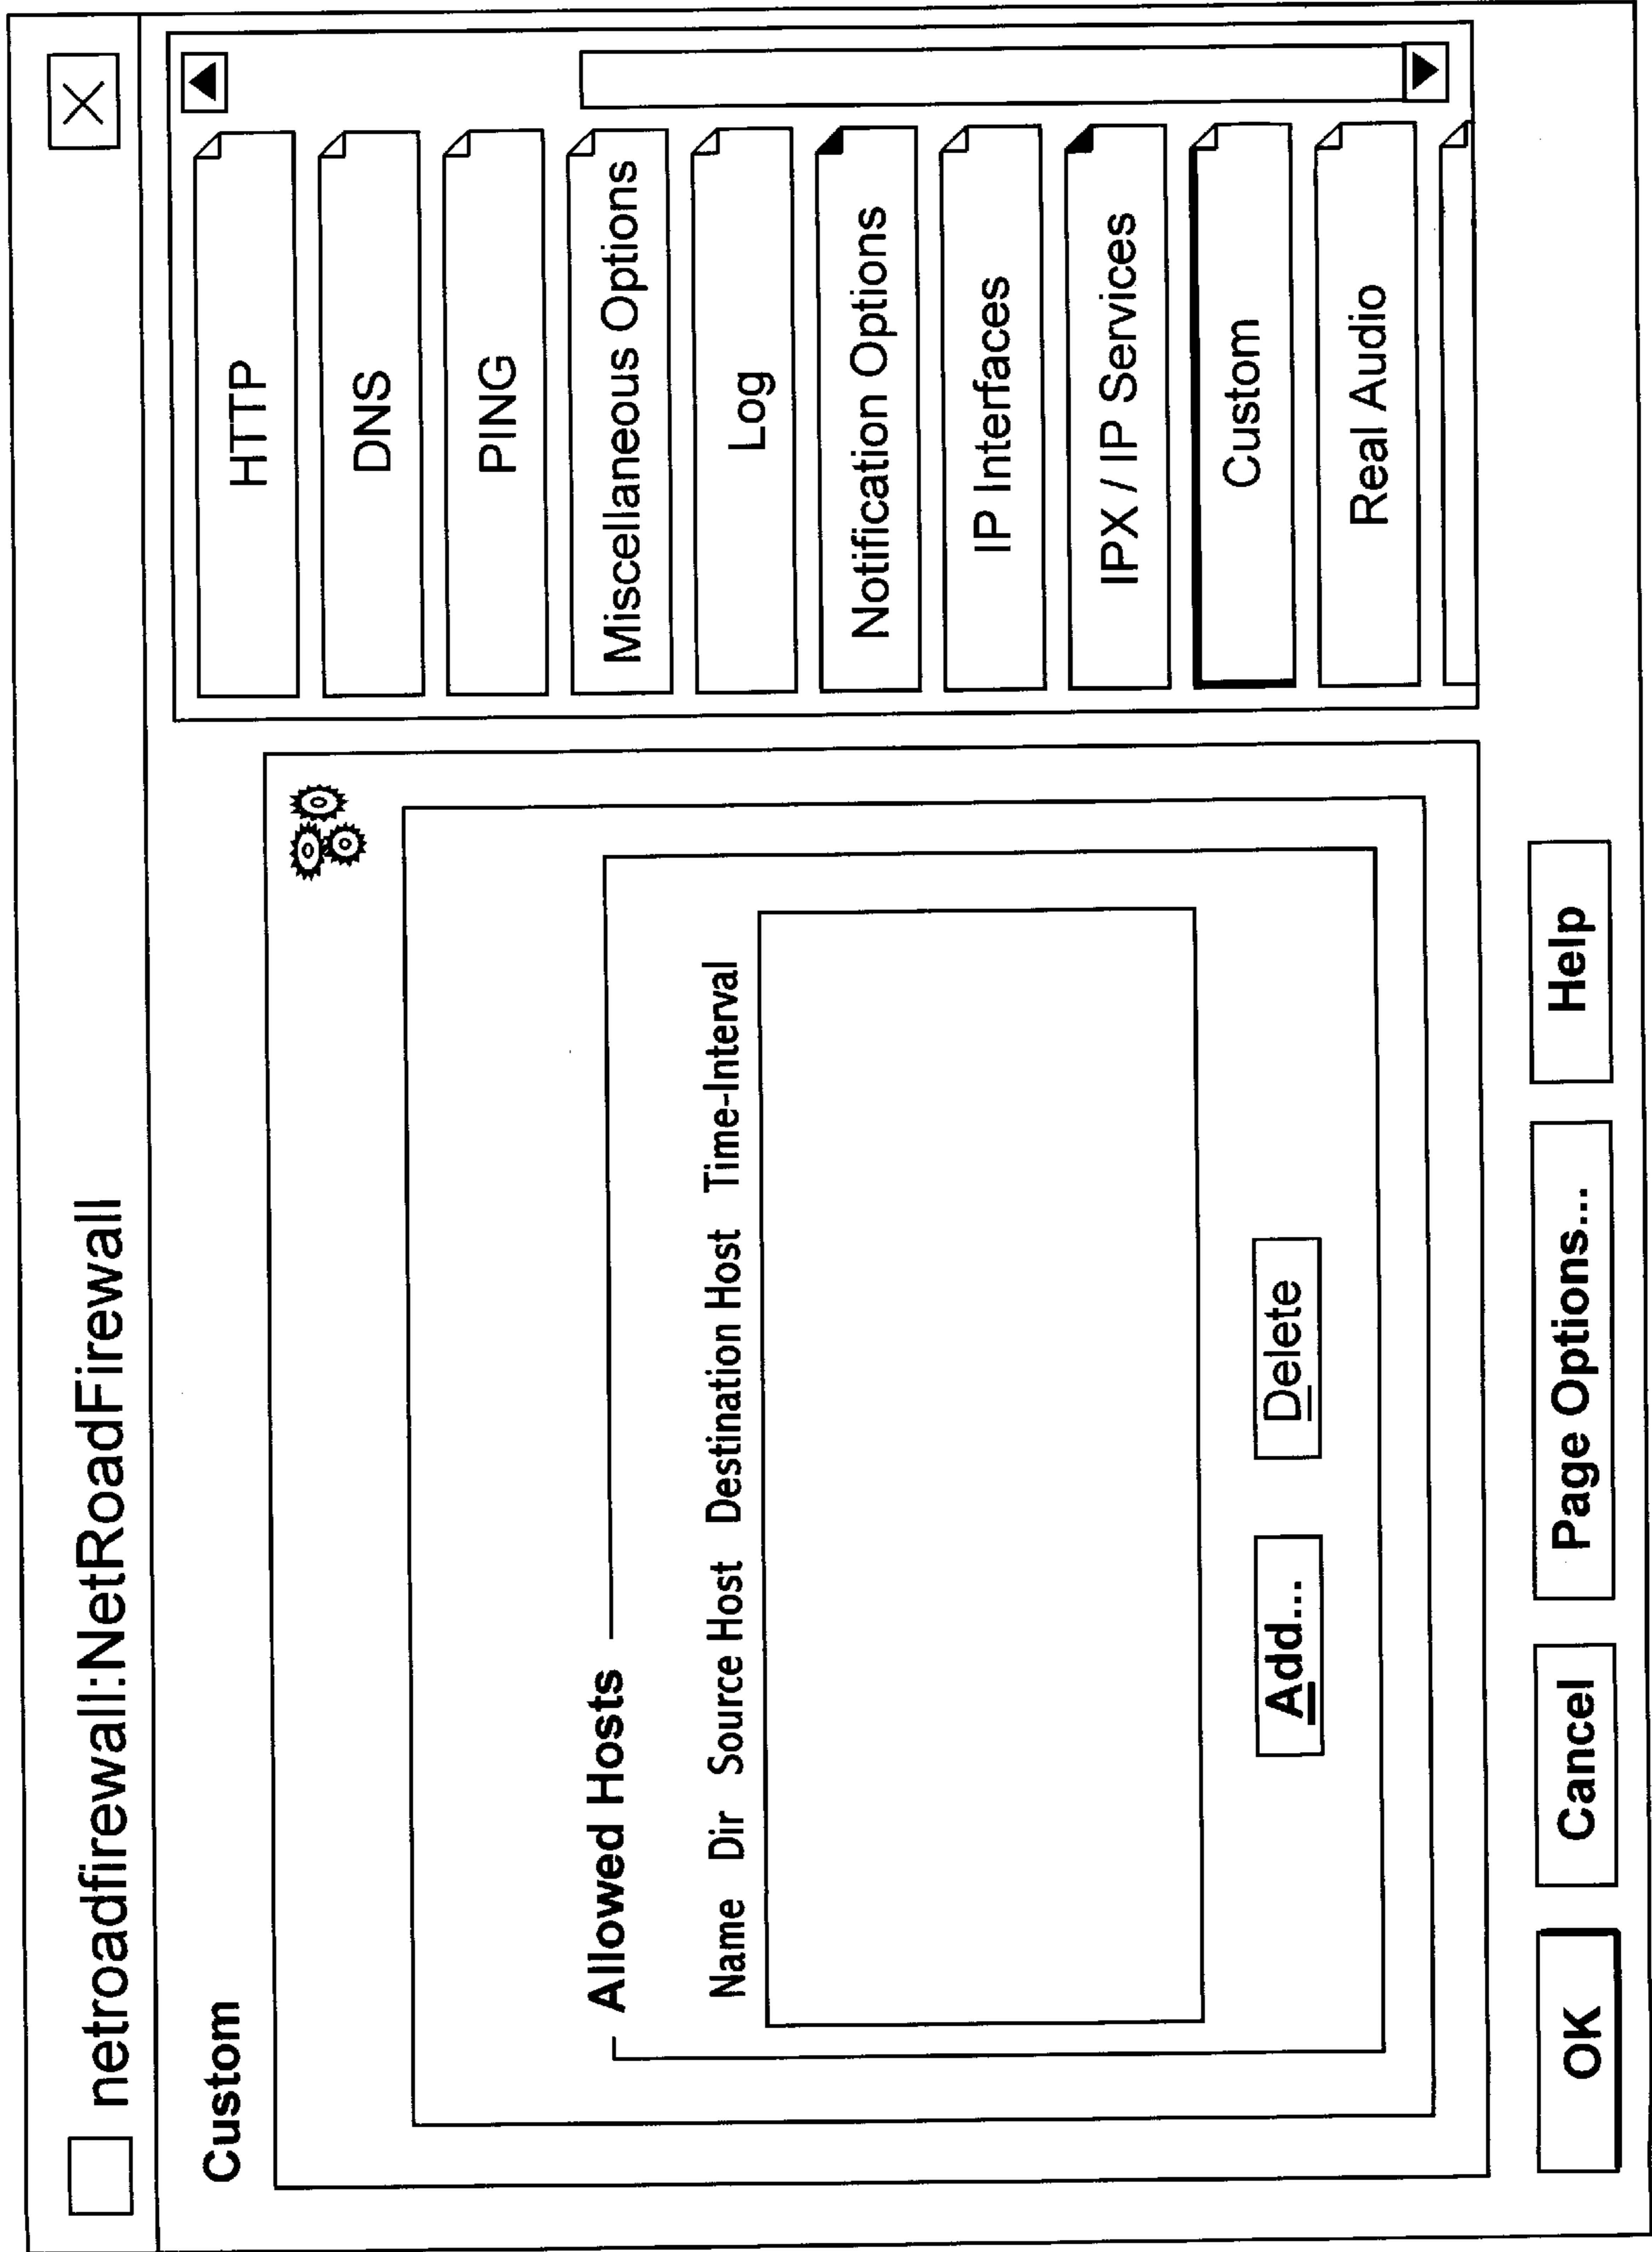 netroadfirewall:NetRoadFirewall
Custom
Allowed Hosts
Name Dir Source Host Destination Host Time-Interval
Add... Delete
HTTP
DNS
PING
Miscellaneous Options
Log
Notification Options
IP Interfaces
IPX / IP Services
Custom
Real Audio
OK Cancel Page Options... Help